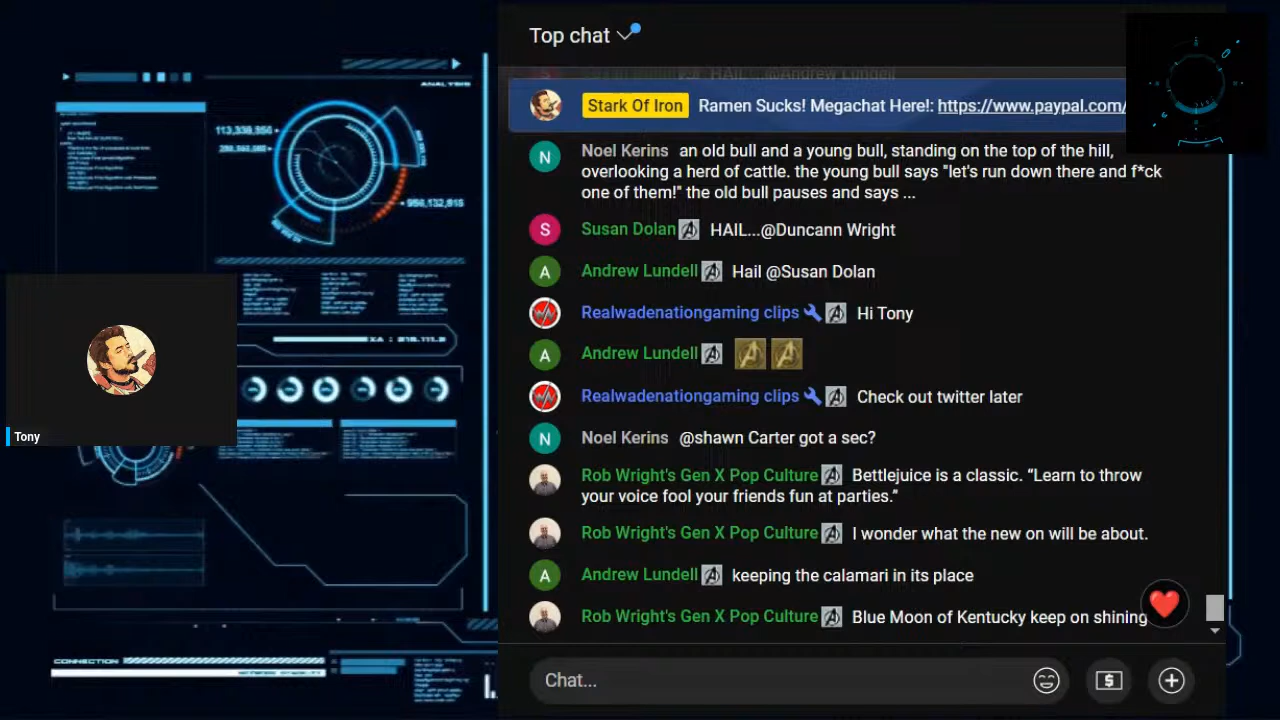 Top chat
HAIL...@Andrew Lundell
Stark Of Iron Ramen Sucks! Megachat Here!: https://www.paypal.com/
Noel Kerins an old bull and a young bull, standing on the top of the hill,
overlooking a herd of cattle. the young bull says "let's run down there and f*ck
one of them!" the old bull pauses and says ...
Susan Dolan HAIL...@Duncann Wright
Andrew Lundell Hail @Susan Dolan
Realwadenationgaming clips Hi Tony
Andrew Lundell
Realwadenationgaming clips Check out twitter later
Noel Kerins @shawn Carter got a sec?
Rob Wright's Gen X Pop Culture Bettlejuice is a classic. “Learn to throw
your voice fool your friends fun at parties.”
Rob Wright's Gen X Pop Culture I wonder what the new on will be about.
Andrew Lundell keeping the calamari in its place
Rob Wright's Gen X Pop Culture Blue Moon of Kentucky keep on shining
Chat...
Tony
ANALYSIS
CONNECTION